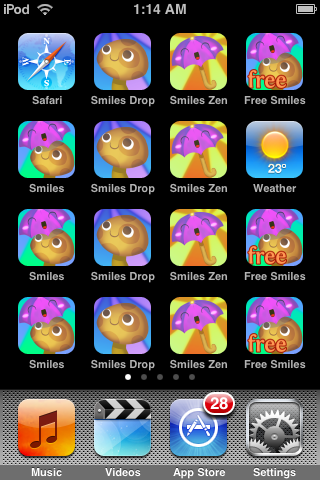 iPod 1:14 AM
Safari Smiles Drop Smiles Zen Free Smiles
free
Smiles Smiles Drop Smiles Zen Weather
23°
Smiles Smiles Drop Smiles Zen Free Smiles
free
Smiles Smiles Drop Smiles Zen Free Smiles
free
28
Music Videos App Store Settings